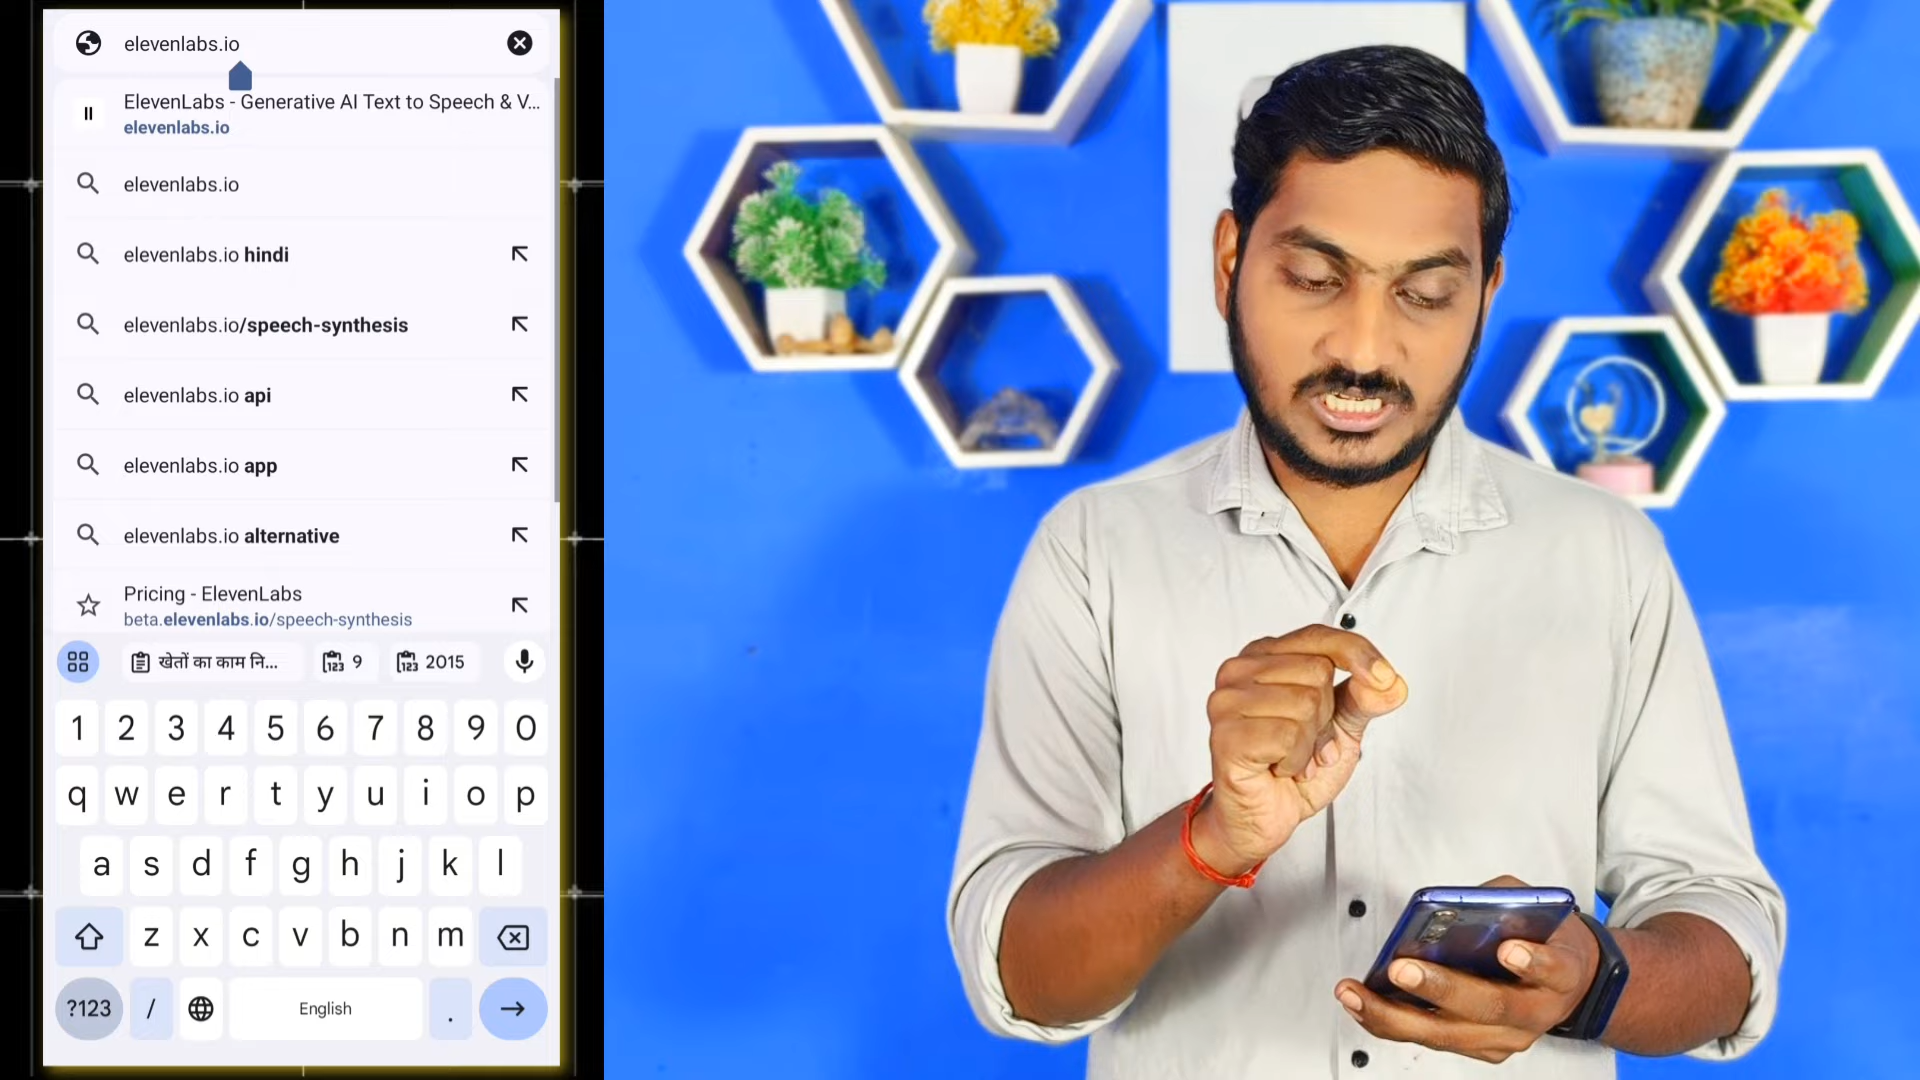 elevenlabs.io
ElevenLabs - Generative AI Text to Speech & V...
elevenlabs.io
elevenlabs.io
elevenlabs.io hindi
elevenlabs.io/speech-synthesis
elevenlabs.io api
elevenlabs.io app
elevenlabs.io alternative
Pricing - ElevenLabs
beta.elevenlabs.io/speech-synthesis
खेतों का काम नि... 123 9 123 2015
1 2 3 4 5 6 7 8 9 0
q w e r t y u i o p
a s d f g h j k l
z x c v b n m
?123 / English .